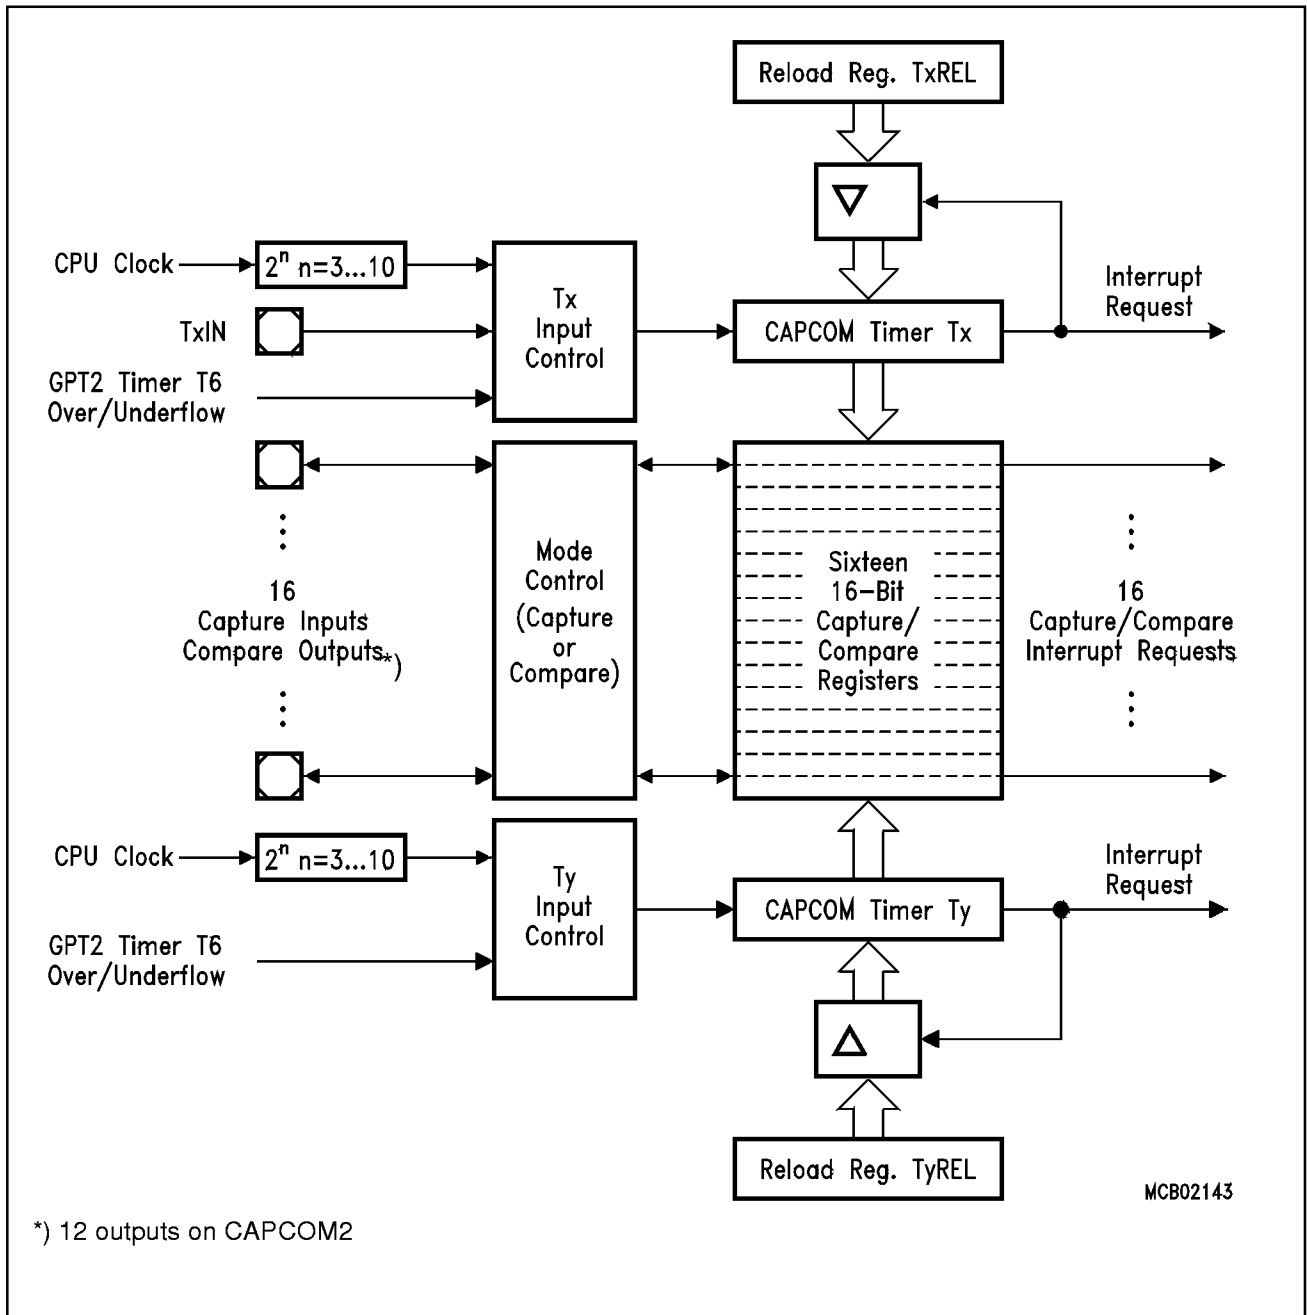 Reload Reg. TxREL
CPU Clock
2ⁿ n=3...10
TxIN
GPT2 Timer T6
Over/Underflow
Tx
Input
Control
CAPCOM Timer Tx
Interrupt
Request
16
Capture Inputs
Compare Outputs*)
Mode
Control
(Capture
or
Compare)
Sixteen
16-Bit
Capture/
Compare
Registers
16
Capture/Compare
Interrupt Requests
CPU Clock
2ⁿ n=3...10
GPT2 Timer T6
Over/Underflow
Ty
Input
Control
CAPCOM Timer Ty
Interrupt
Request
Reload Reg. TyREL
MCB02143
*) 12 outputs on CAPCOM2